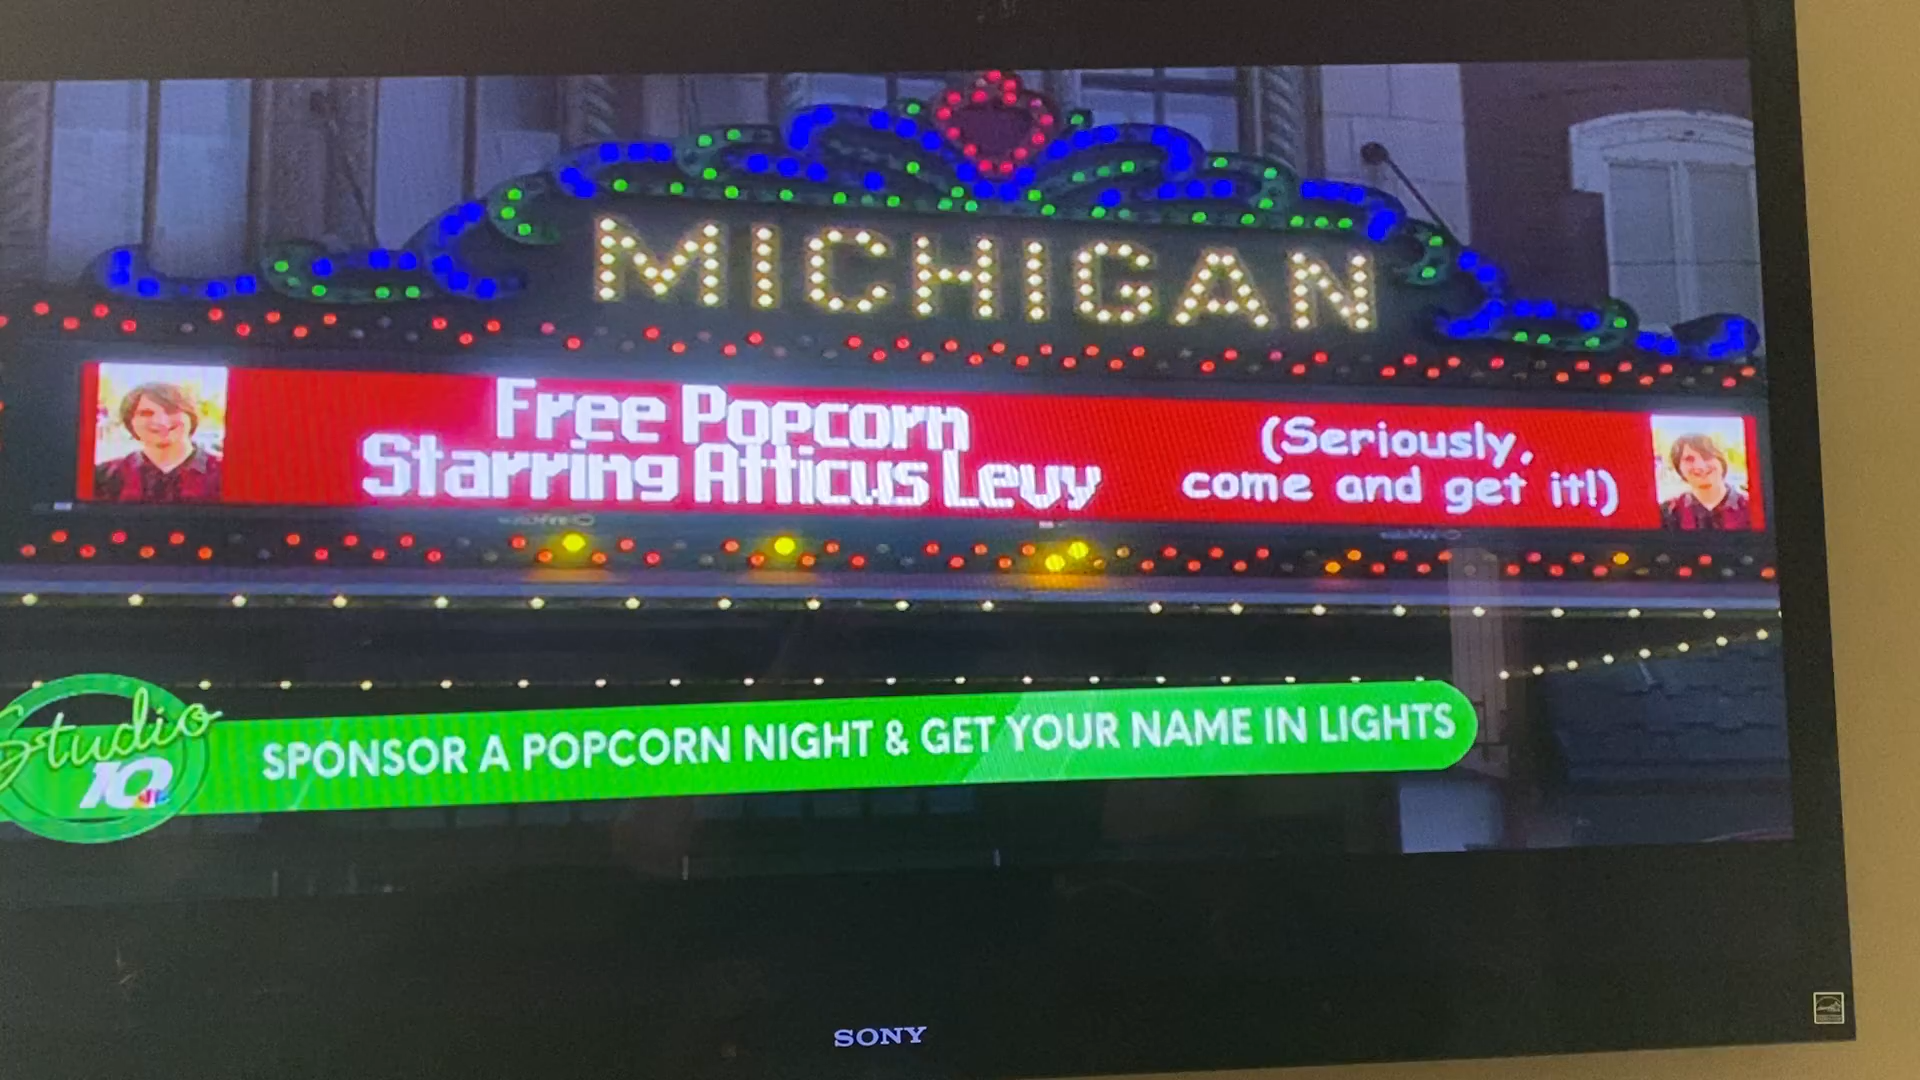 MICHIGAN
Free Popcorn
Starring Atticus Levy
(Seriously,
come and get it!)
Studio
10
SPONSOR A POPCORN NIGHT & GET YOUR NAME IN LIGHTS
SONY